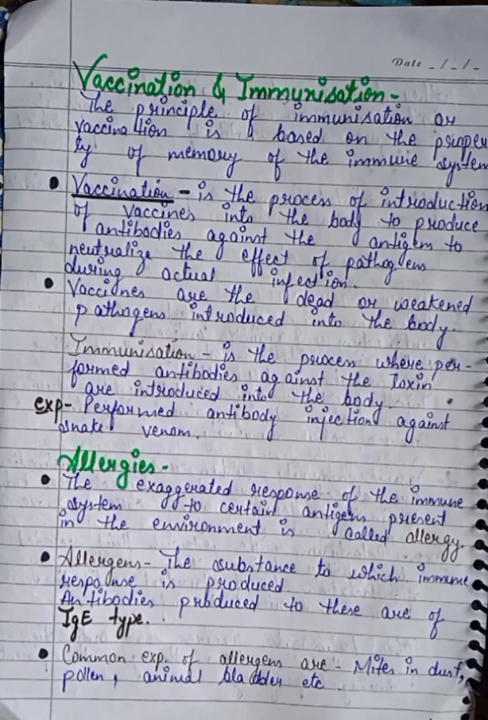 Date _/_/_
Vaccination & Immunisation -
The principle of immunisation or
vaccination is based on the proper
ty of memory of the immune system
• Vaccination - is the process of introduction
of vaccines into the body to produce
antibodies against the antigem to
neutralize the effect of pathogens
during actual infection.
• Vaccines are the dead or weakened
pathogens introduced into the body.
Immunisation - is the process where per-
formed antibodies against the toxin
are introduced into the body.
exp- Performed antibody injection against
snake venom.
Allergies -
• The exaggerated response of the immune
system to certain antigens present
in the environment is called allergy.
• Allergens - The substance to which immune
response is produced.
Antibodies produced to these are of
IgE type.
• Common exp. of allergens are - Mites in dust,
pollen, animal bladder etc.